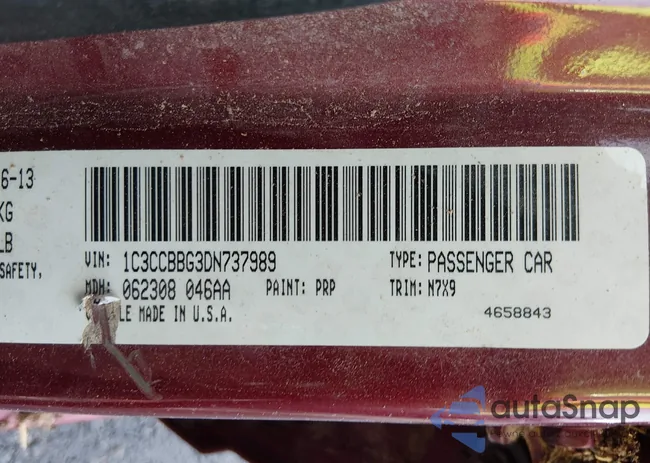 6-13
KG
LB
SAFETY,
VIN: 1C3CCBBG3DN737989 TYPE: PASSENGER CAR
MDH: 062308 046AA PAINT: PRP TRIM: N7X9
LE MADE IN U.S.A. 4658843
autoSnap